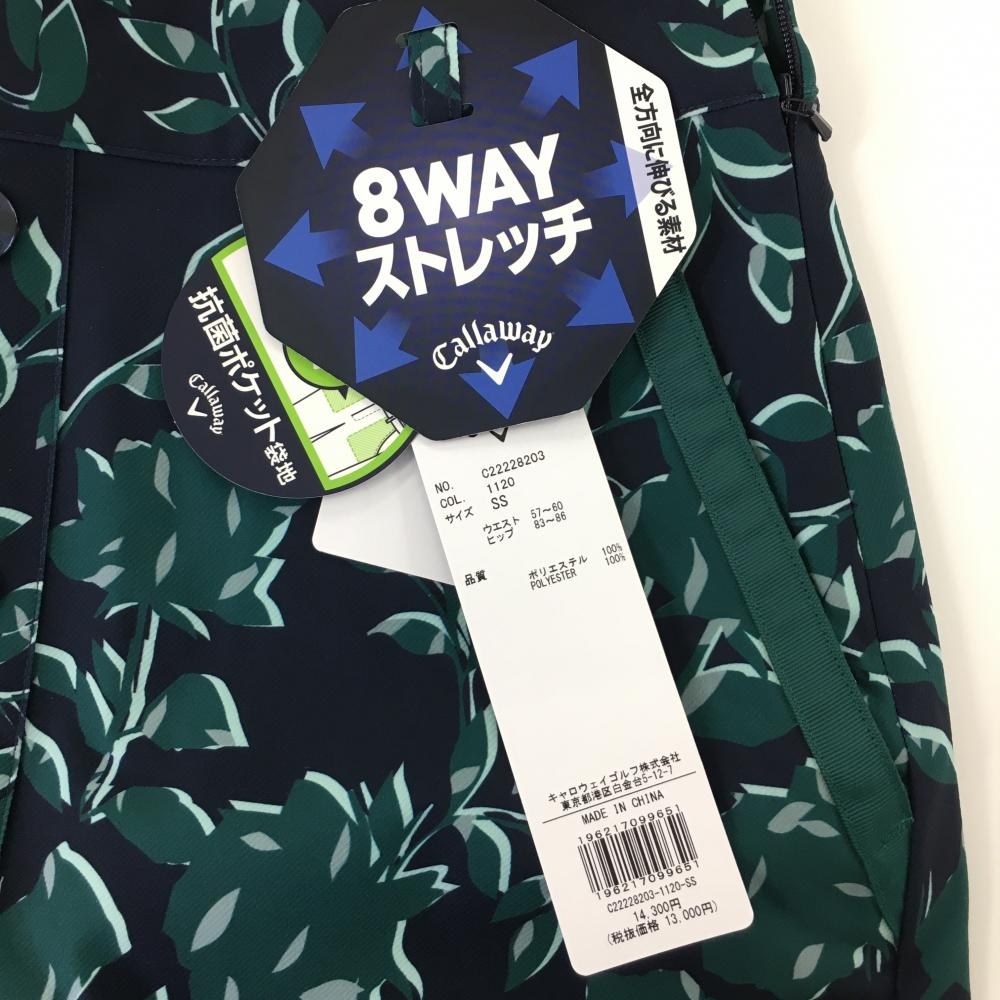 8WAY
ストレッチ
Callaway
全方向に伸びる素材
抗菌ポケット袋地
Callaway
NO. C22228203
COL. 1120
サイズ SS
ウエスト 57〜60
ヒップ 83〜86
品質 ポリエステル 100%
POLYESTER 100%
キャロウェイゴルフ株式会社
東京都港区白金台5-12-7
MADE IN CHINA
196217099651
196217099651
C22228203-1120-SS
14,300円
(税抜価格 13,000円)